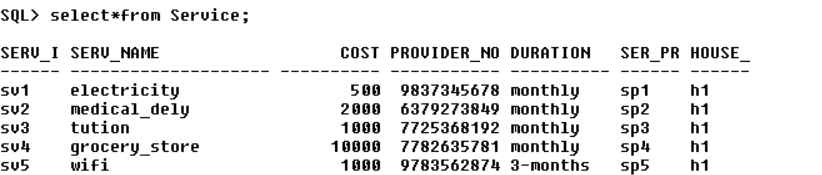 SQL> select*from Service;
SERV_I SERV_NAME                  COST PROVIDER_NO DURATION   SER_PR HOUSE_
------ -------------------- ---------- ----------- ---------- ------ ------
sv1    electricity                 500  9837345678 monthly    sp1    h1
sv2    medical_dely               2000  6379273849 monthly    sp2    h1
sv3    tution                     1000  7725368192 monthly    sp3    h1
sv4    grocery_store             10000  7782635781 monthly    sp4    h1
sv5    wifi                       1000  9783562874 3-months   sp5    h1